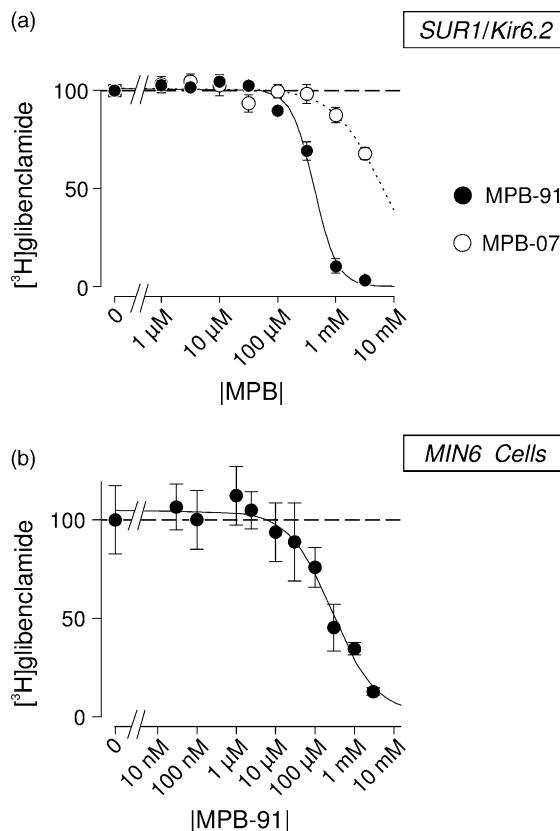 (a)
SUR1/Kir6.2
100
50
0
[³H]glibenclamide
MPB-91
MPB-07
0
1 µM
10 µM
100 µM
1 mM
10 mM
|MPB|
(b)
MIN6 Cells
100
50
0
[³H]glibenclamide
0
10 nM
100 nM
1 µM
10 µM
100 µM
1 mM
10 mM
|MPB-91|